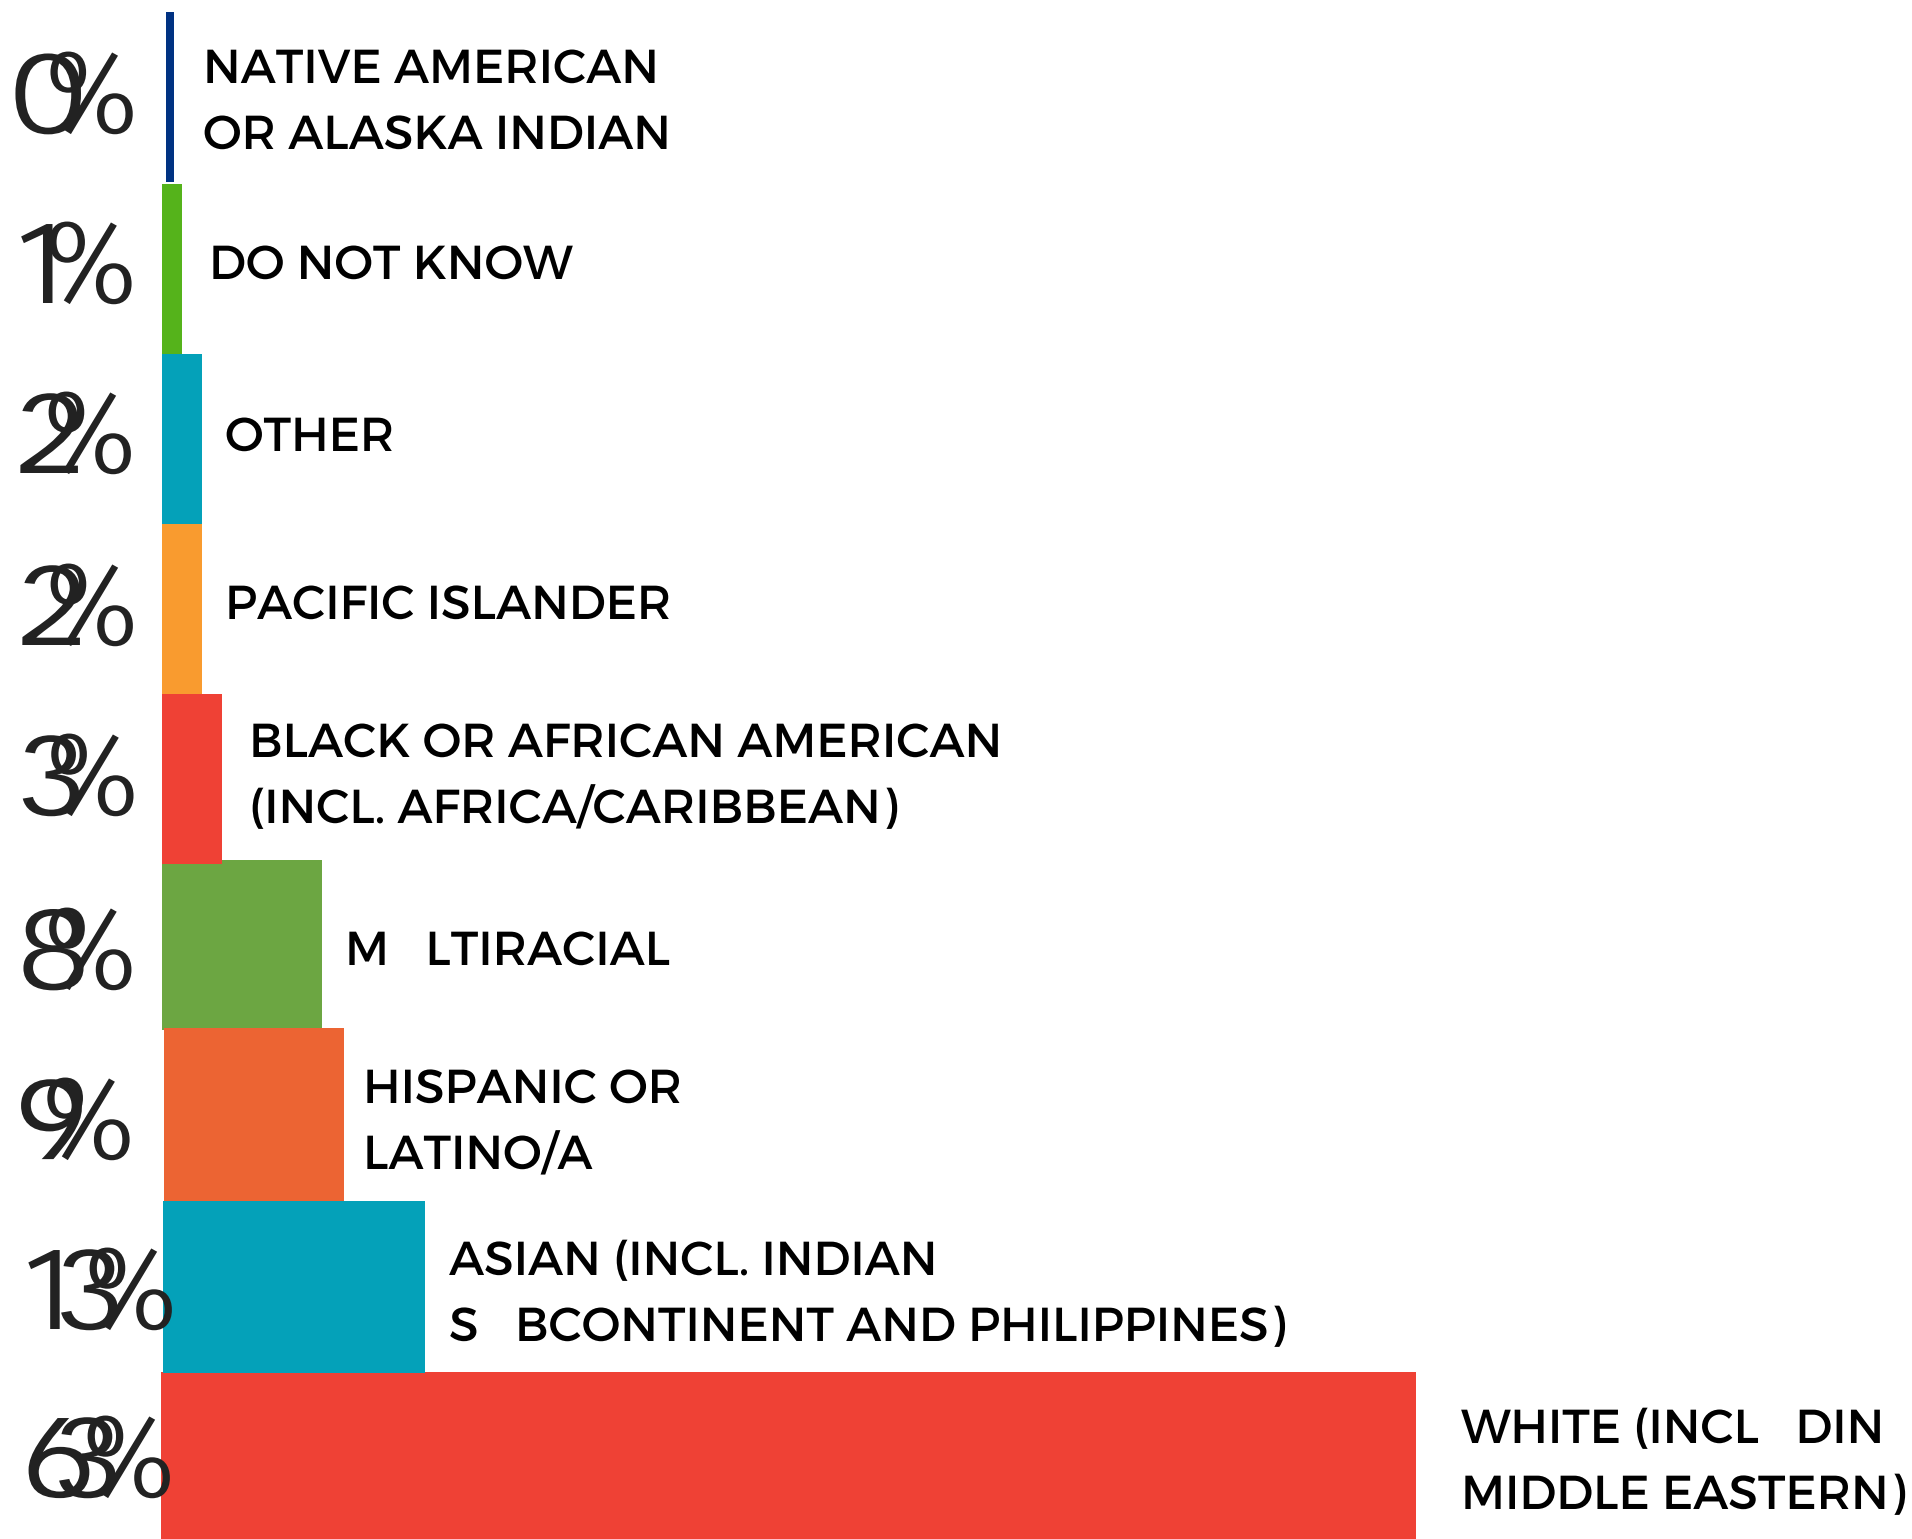 0%
NATIVE AMERICAN
OR ALASKA INDIAN
1%
DO NOT KNOW
2%
OTHER
2%
PACIFIC ISLANDER
3%
BLACK OR AFRICAN AMERICAN
(INCL. AFRICA/CARIBBEAN)
8%
M LTIRACIAL
9%
HISPANIC OR
LATINO/A
13%
ASIAN (INCL. INDIAN
S BCONTINENT AND PHILIPPINES)
63%
WHITE (INCL DIN
MIDDLE EASTERN)